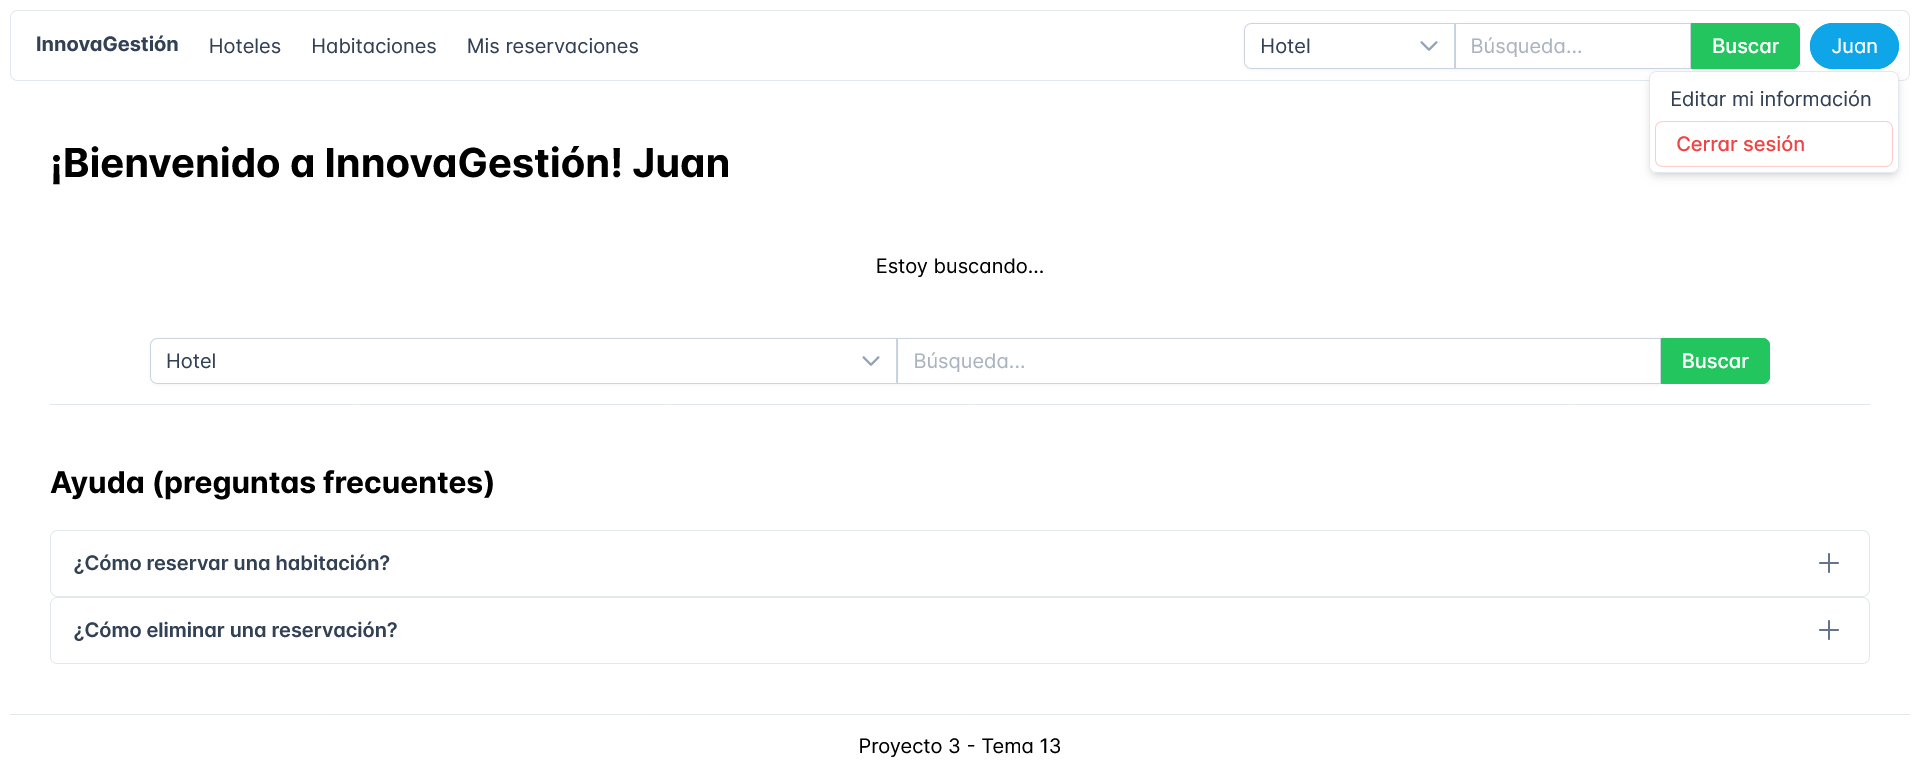 InnovaGestión Hoteles Habitaciones Mis reservaciones Hotel Búsqueda... Buscar Juan
Editar mi información
Cerrar sesión
¡Bienvenido a InnovaGestión! Juan
Estoy buscando...
Hotel Búsqueda... Buscar
Ayuda (preguntas frecuentes)
¿Cómo reservar una habitación?
¿Cómo eliminar una reservación?
Proyecto 3 - Tema 13